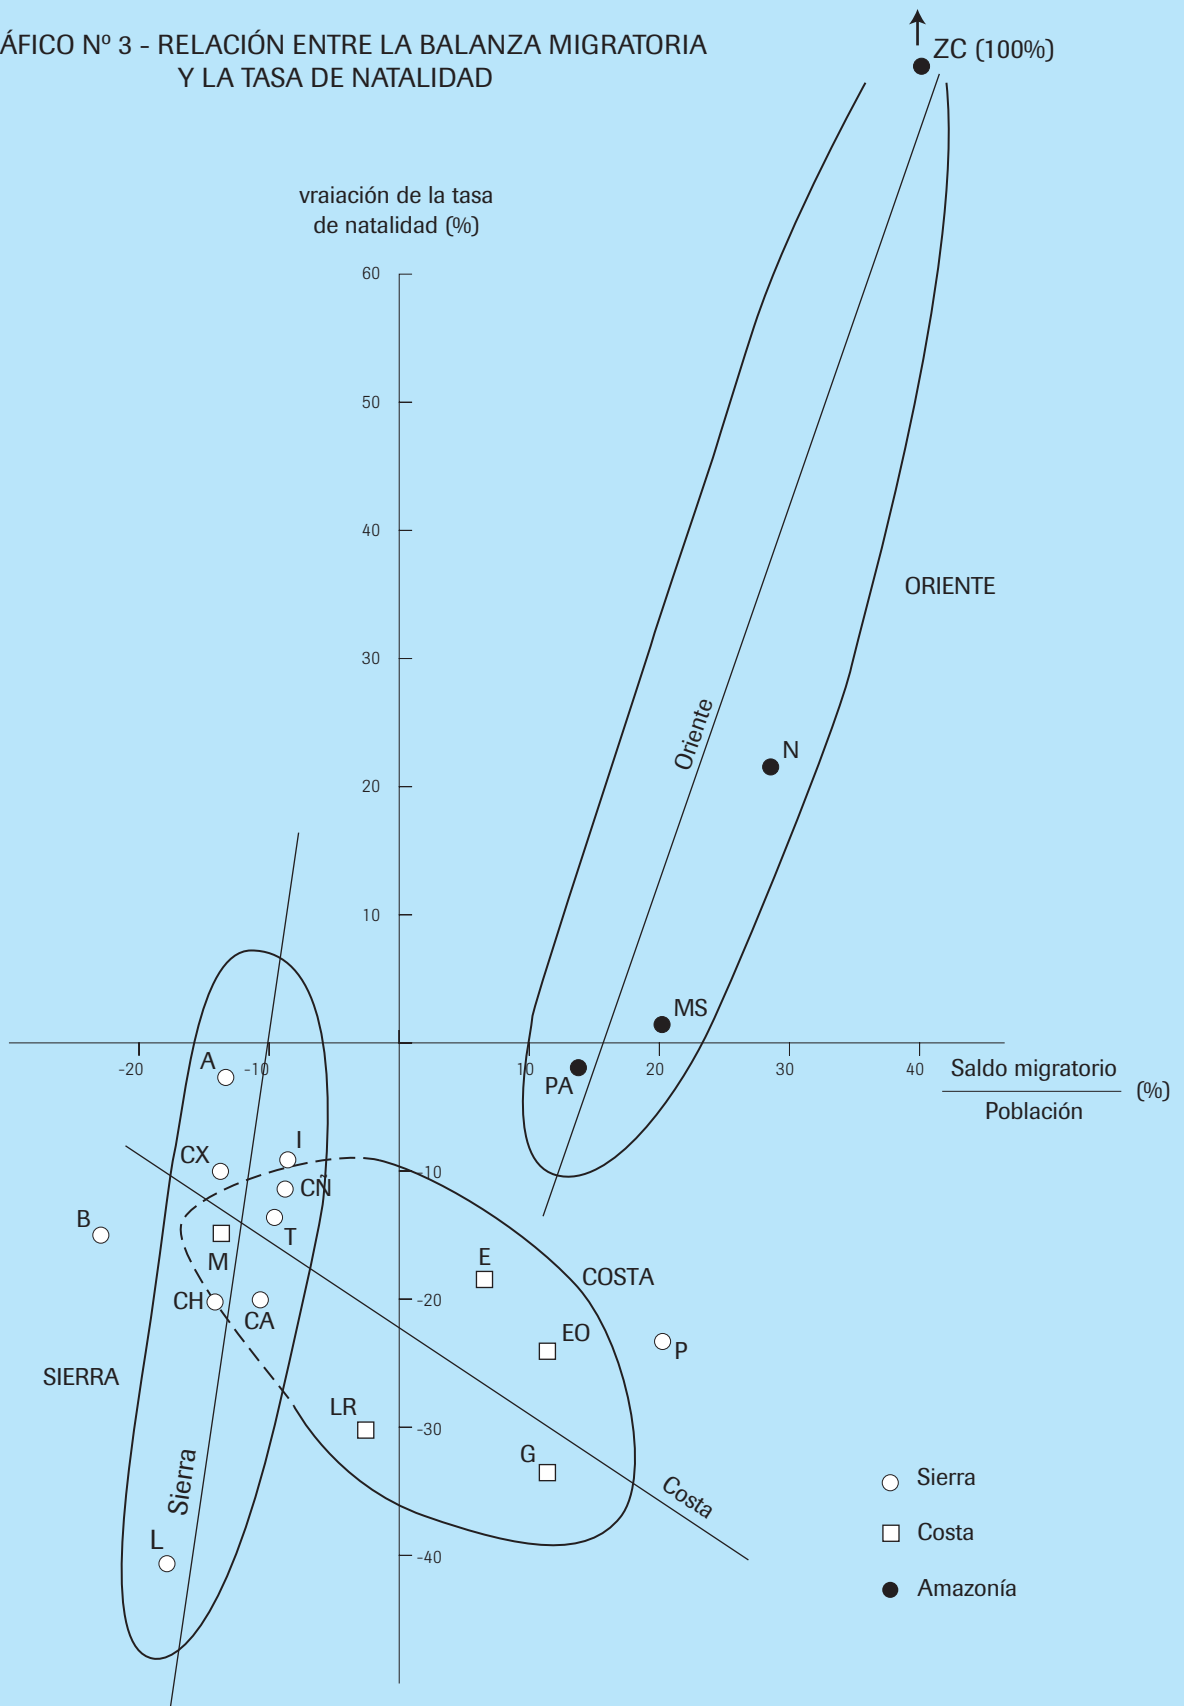 ÁFICO Nº 3 - RELACIÓN ENTRE LA BALANZA MIGRATORIA
Y LA TASA DE NATALIDAD
ZC (100%)
vraiación de la tasa
de natalidad (%)
60
50
40
ORIENTE
30
Oriente
N
20
10
MS
A
-20
-10
10
20
30
40
PA
Saldo migratorio
(%)
Población
I
CX
-10
CÑ
B
T
M
E
COSTA
CH
CA
-20
EO
P
SIERRA
LR
-30
G
Sierra
Costa
L
-40
Sierra
Costa
Amazonía